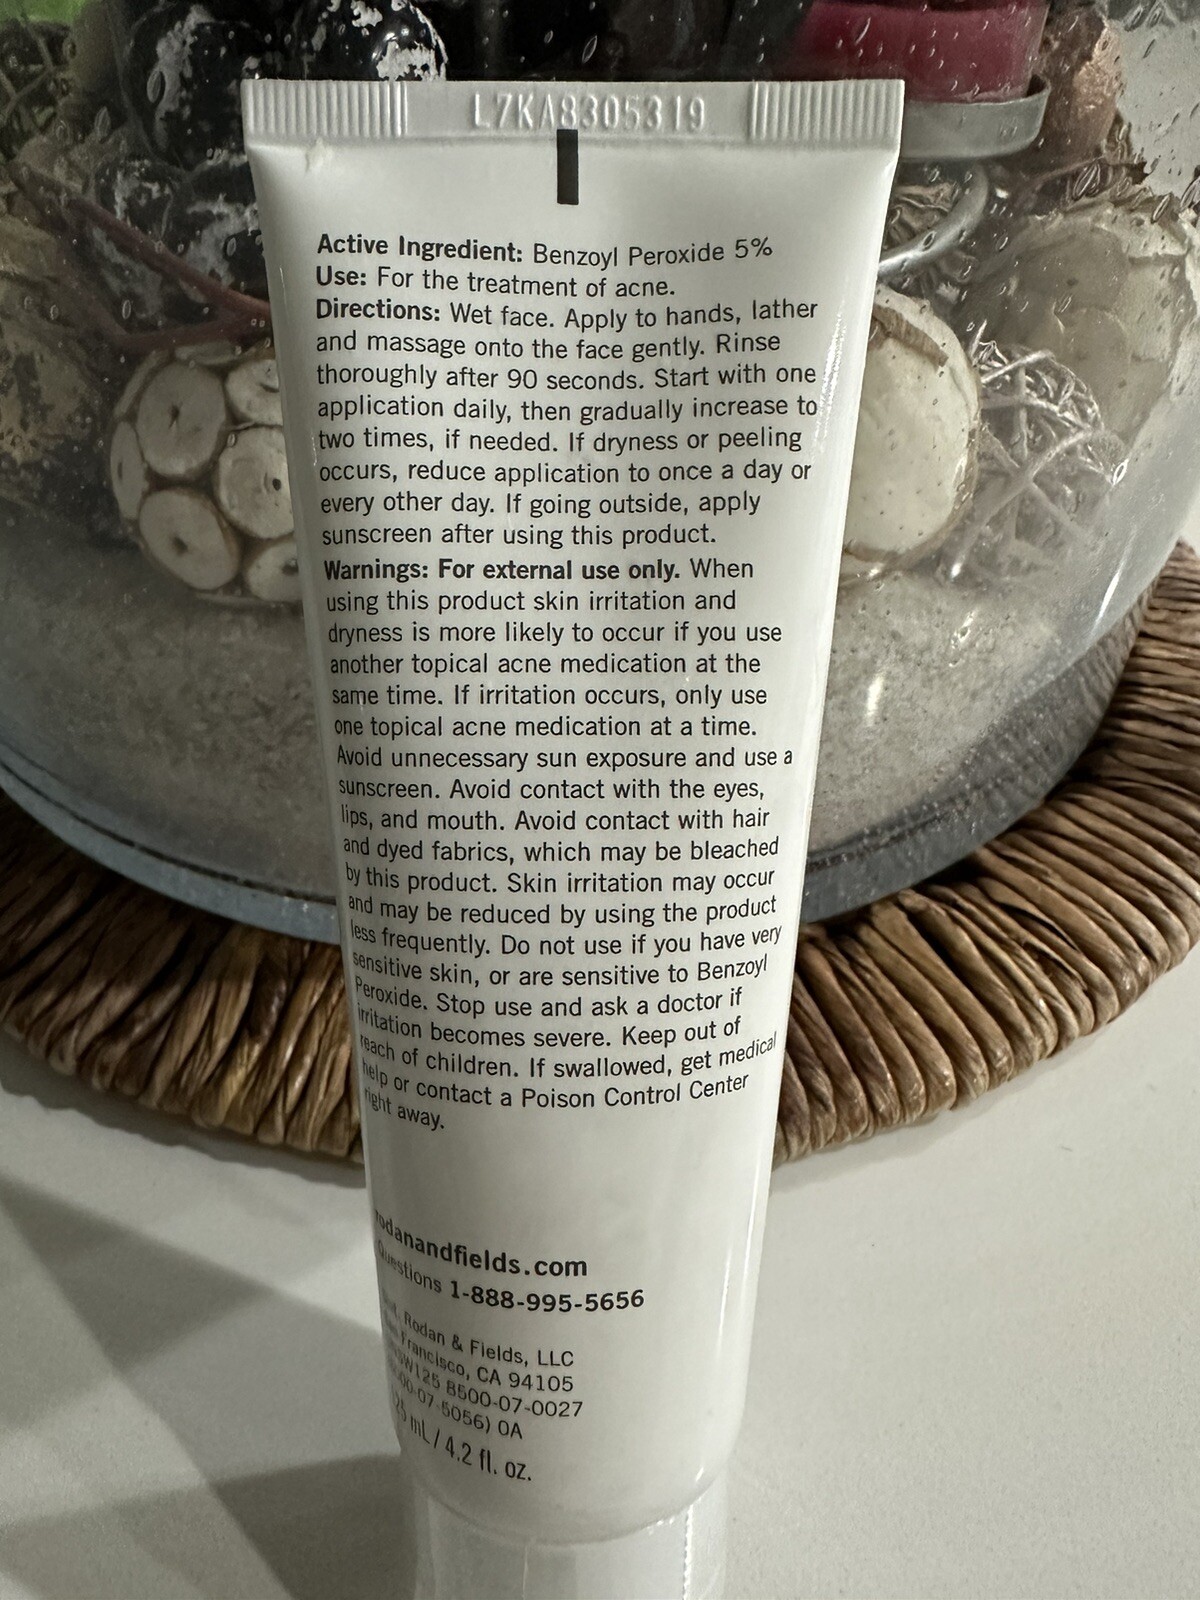 L7KA8305319
Active Ingredient: Benzoyl Peroxide 5%
Use: For the treatment of acne.
Directions: Wet face. Apply to hands, lather
and massage onto the face gently. Rinse
thoroughly after 90 seconds. Start with one
application daily, then gradually increase to
two times, if needed. If dryness or peeling
occurs, reduce application to once a day or
every other day. If going outside, apply
sunscreen after using this product.
Warnings: For external use only. When
using this product skin irritation and
dryness is more likely to occur if you use
another topical acne medication at the
same time. If irritation occurs, only use
one topical acne medication at a time.
Avoid unnecessary sun exposure and use a
sunscreen. Avoid contact with the eyes,
lips, and mouth. Avoid contact with hair
and dyed fabrics, which may be bleached
by this product. Skin irritation may occur
and may be reduced by using the product
less frequently. Do not use if you have very
sensitive skin, or are sensitive to Benzoyl
Peroxide. Stop use and ask a doctor if
irritation becomes severe. Keep out of
reach of children. If swallowed, get medical
help or contact a Poison Control Center
right away.
rodanandfields.com
Questions 1-888-995-5656
Rodan & Fields, LLC
Francisco, CA 94105
8500-07-0027
0A
mL / 4.2 fl. oz.